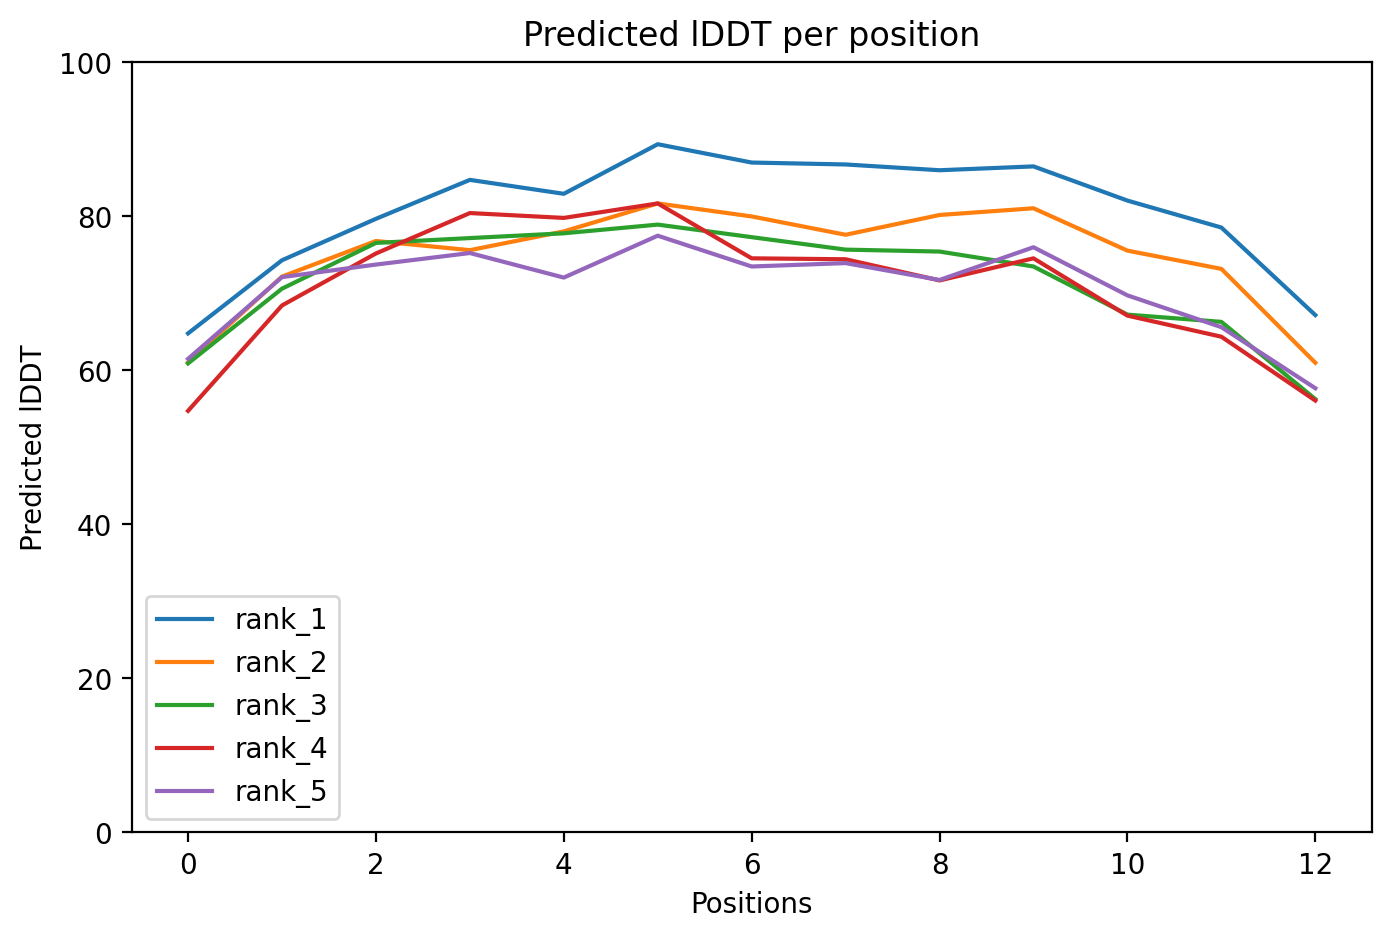 Predicted lDDT per position
100
80
60
40
20
0
Predicted lDDT
rank_1
rank_2
rank_3
rank_4
rank_5
0 2 4 6 8 10 12
Positions